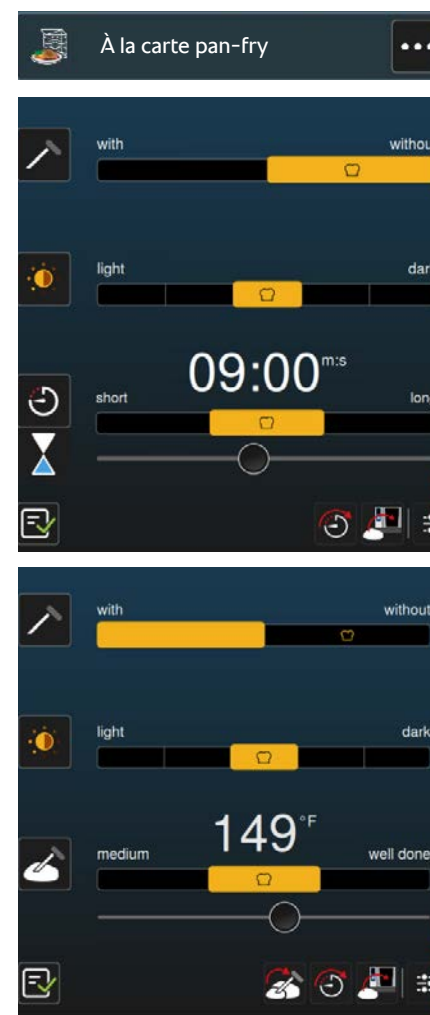 À la carte pan-fry
with withou
light dar
09:00 m:s
short lon
with without
light dark
149 °F
medium well done